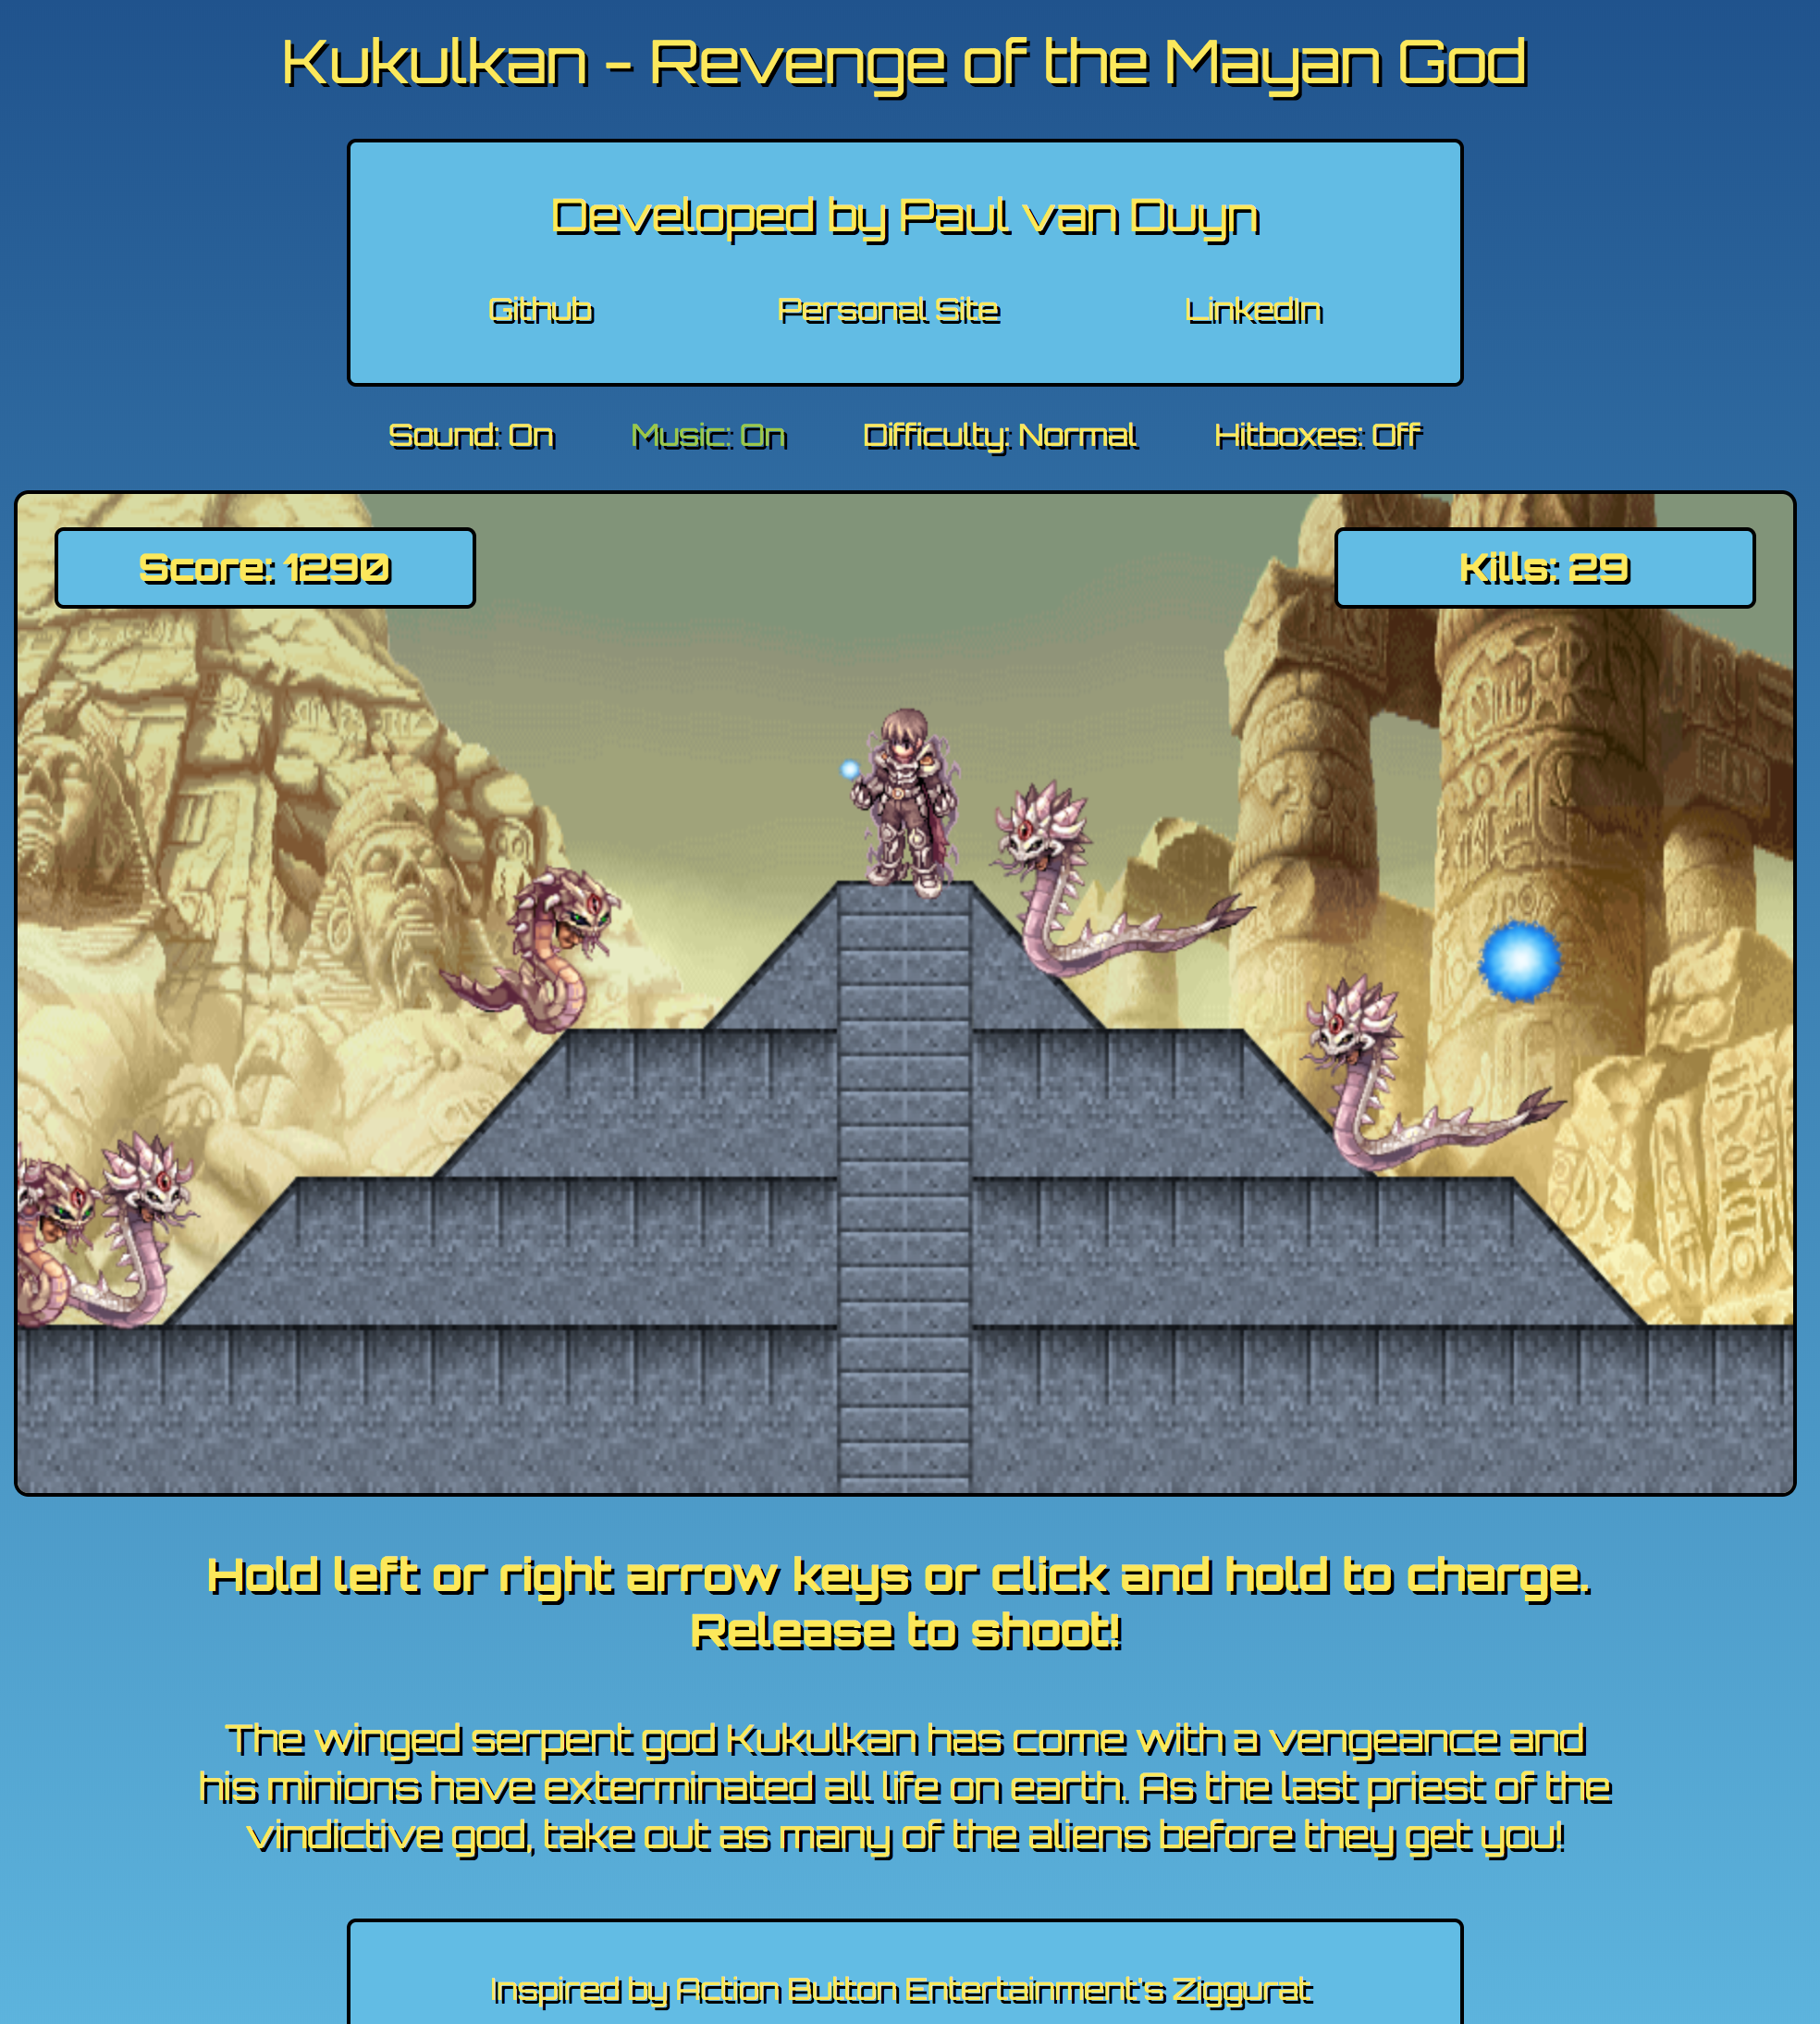 Kukulkan - Revenge of the Mayan God
Developed by Paul van Duyn
Github Personal Site LinkedIn
Sound: On Music: On Difficulty: Normal Hitboxes: Off
Score: 1290 Kills: 29
Hold left or right arrow keys or click and hold to charge.
Release to shoot!
The winged serpent god Kukulkan has come with a vengeance and
his minions have exterminated all life on earth. As the last priest of the
vindictive god, take out as many of the aliens before they get you!
Inspired by Action Button Entertainment's Ziggurat